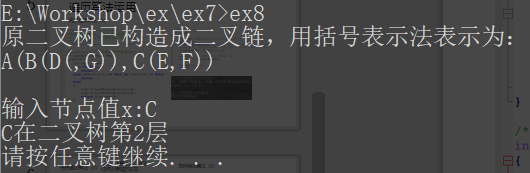 E:\Workshop\ex\ex7>ex8
原二叉树已构造成二叉链，用括号表示法表示为：
A(B(D(,G)),C(E,F))
输入节点值x:C
C在二叉树第2层
请按任意键继续. . .